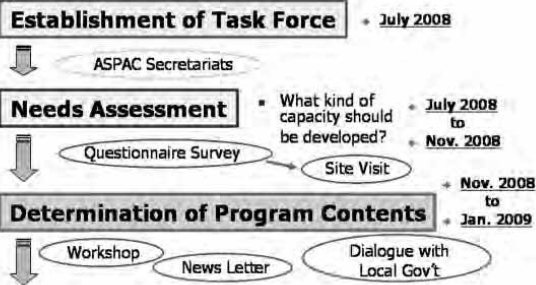 Establishment of Task Force
July 2008
ASPAC Secretariats
Needs Assessment
What kind of
capacity should
be developed?
July 2008
to
Nov. 2008
Questionnaire Survey
Site Visit
Nov. 2008
to
Jan. 2009
Determination of Program Contents
Workshop
News Letter
Dialogue with
Local Gov't